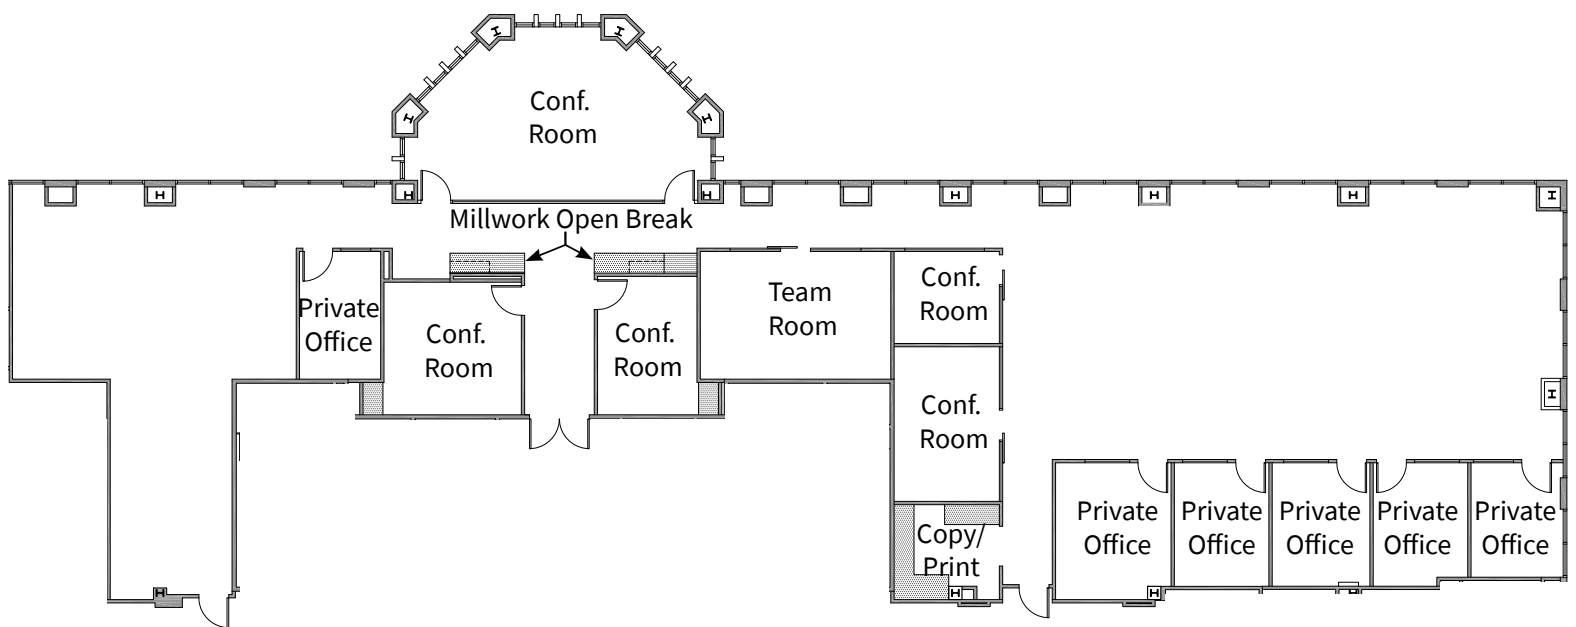 Conf.
Room
Millwork Open Break
Private
Office
Conf.
Room
Conf.
Room
Team
Room
Conf.
Room
Conf.
Room
Copy/
Print
Private
Office
Private
Office
Private
Office
Private
Office
Private
Office